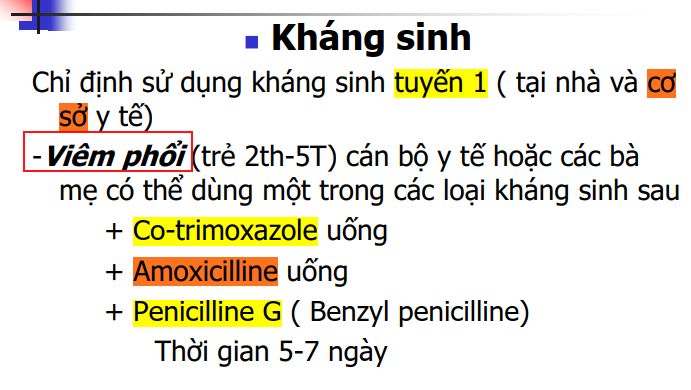 Kháng sinh
Chỉ định sử dụng kháng sinh tuyến 1 ( tại nhà và cơ
sở y tế)
-Viêm phổi (trẻ 2th-5T) cán bộ y tế hoặc các bà
mẹ có thể dùng một trong các loại kháng sinh sau
+ Co-trimoxazole uống
+ Amoxicilline uống
+ Penicilline G ( Benzyl penicilline)
Thời gian 5-7 ngày